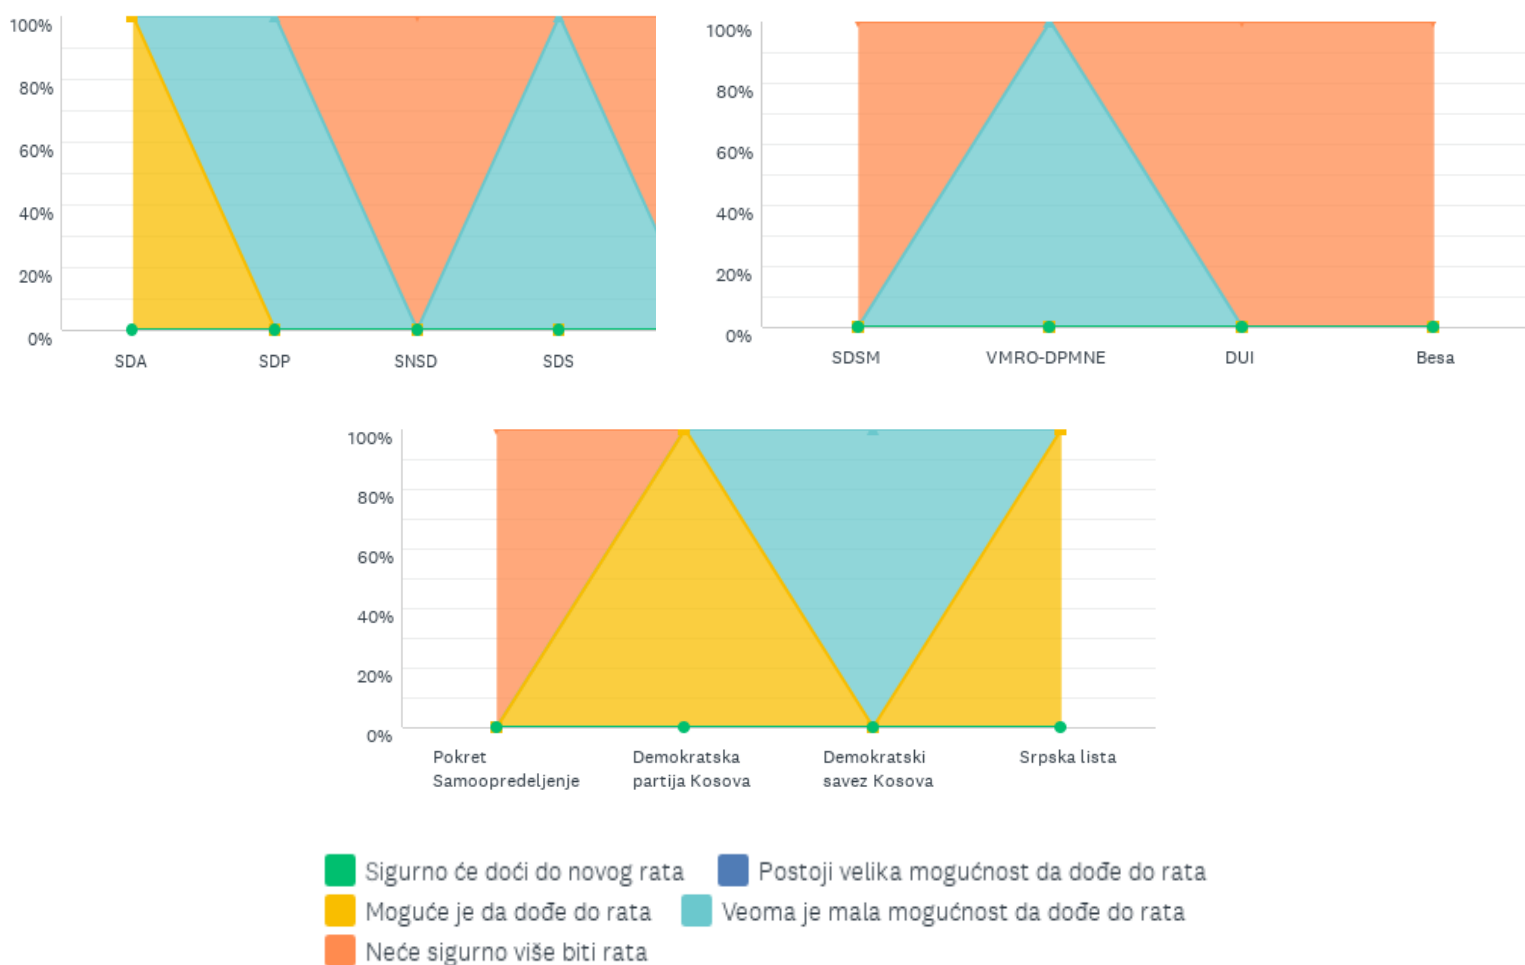 100%
80%
60%
40%
20%
0%
SDA SDP SNSD SDS
100%
80%
60%
40%
20%
0%
SDSM VMRO-DPMNE DUI Besa
100%
80%
60%
40%
20%
0%
Pokret Demokratska Demokratski Srpska lista
Samoopredeljenje partija Kosova savez Kosova
Sigurno će doći do novog rata Postoji velika mogućnost da dođe do rata
Moguće je da dođe do rata Veoma je mala mogućnost da dođe do rata
Neće sigurno više biti rata